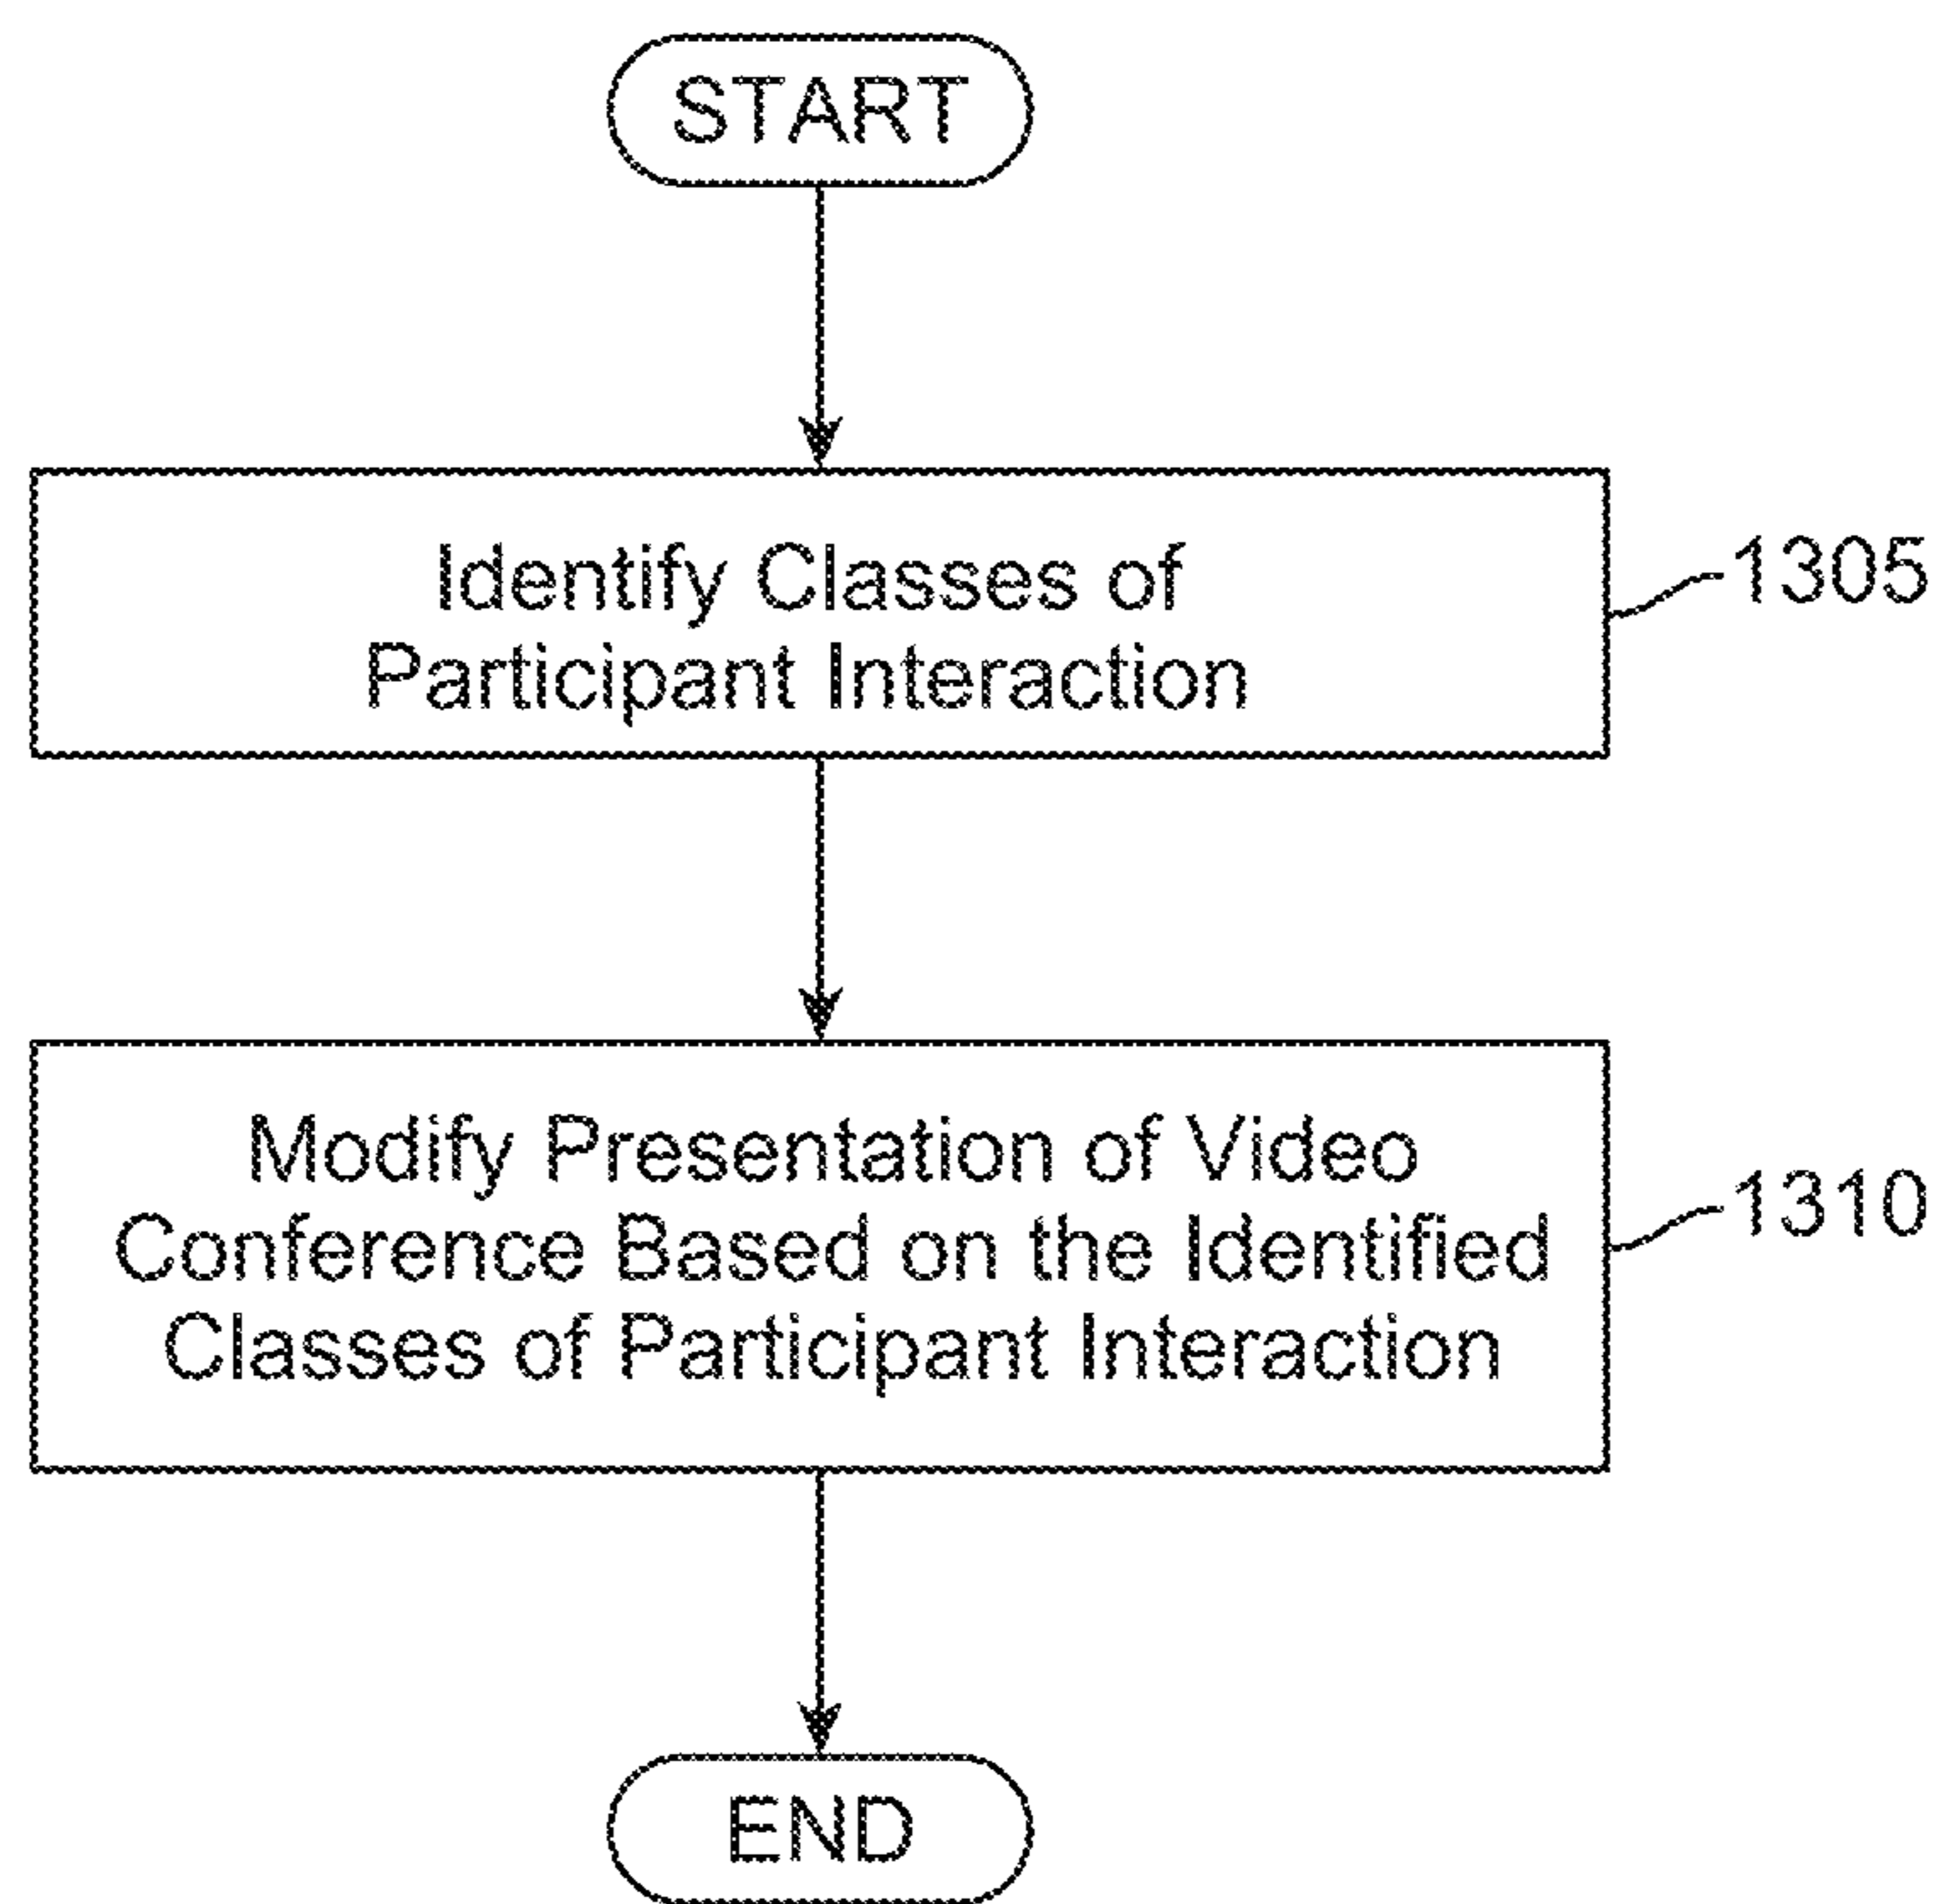 START
Identify Classes of
Participant Interaction
1305
Modify Presentation of Video
Conference Based on the Identified
Classes of Participant Interaction
1310
END